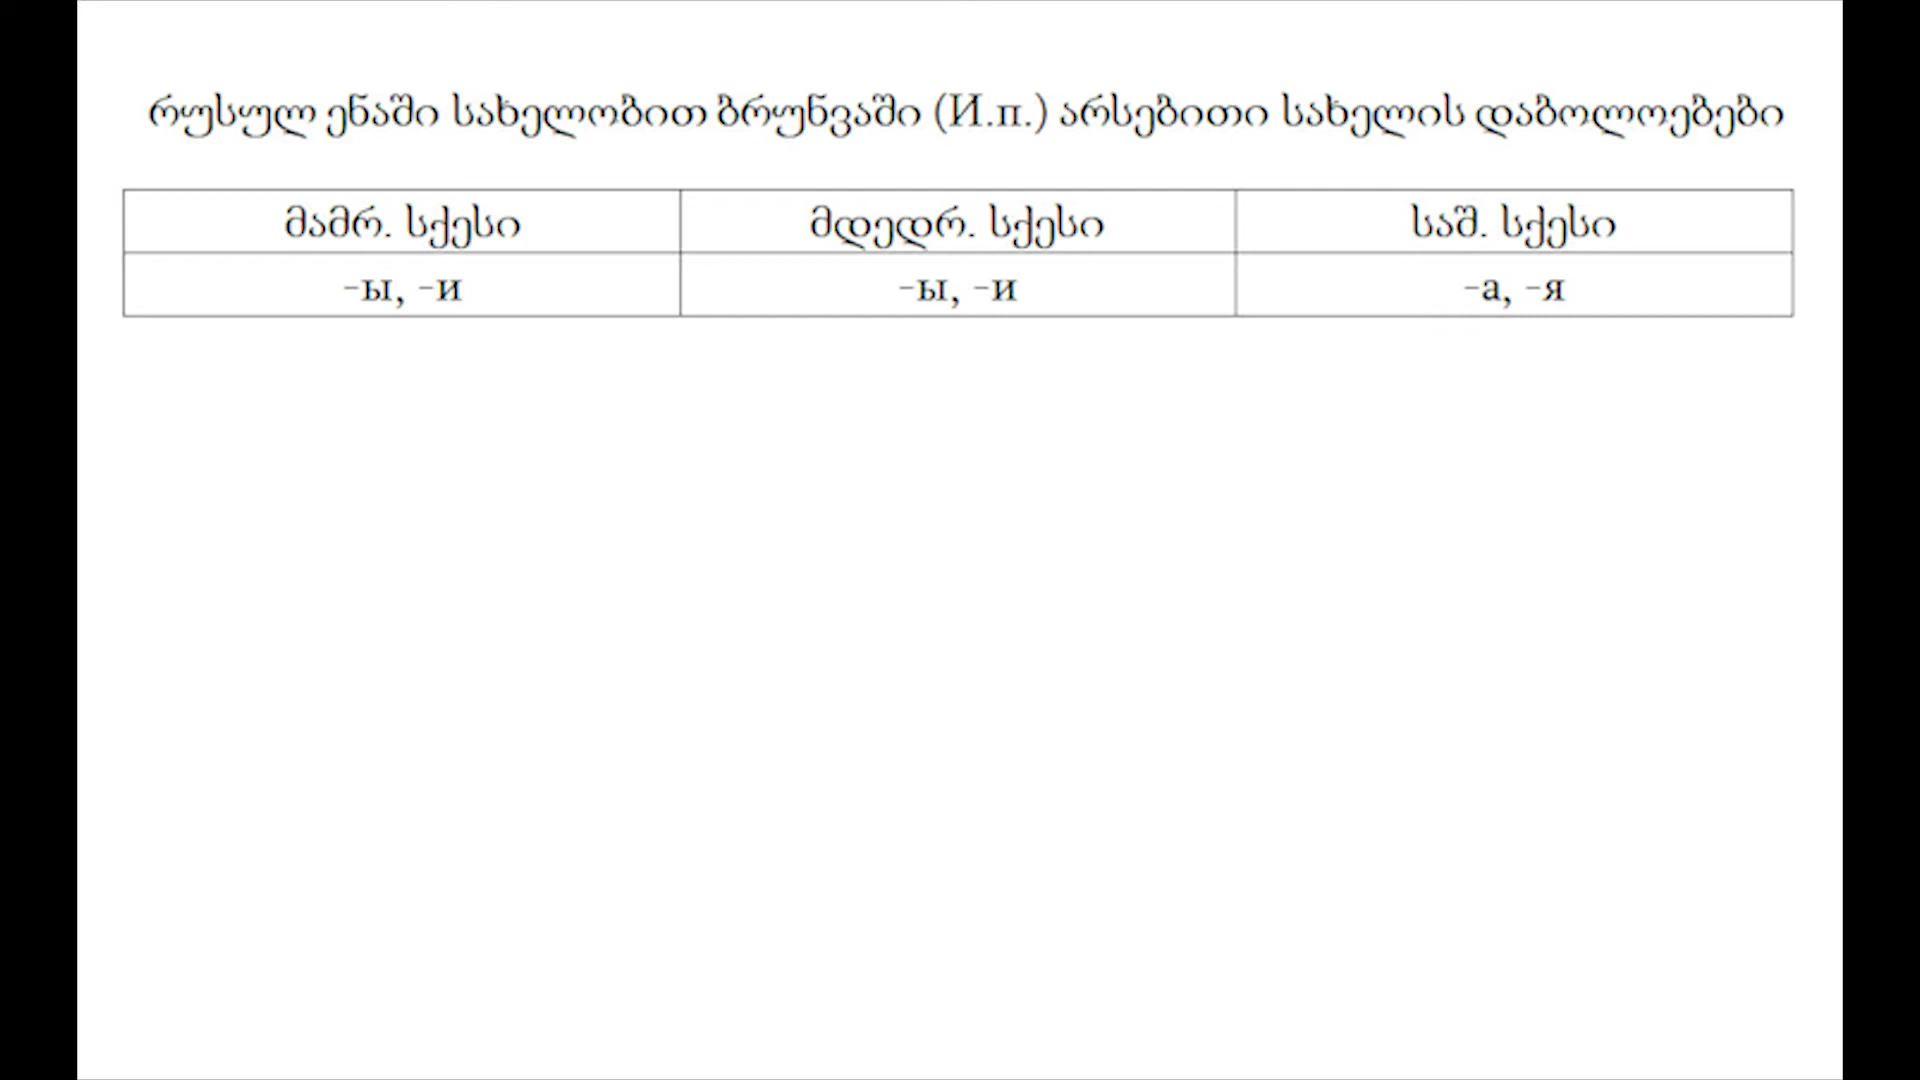 რუსულ ენაში სახელობით ბრუნვაში (И.п.) არსებითი სახელის დაბოლოებები
მამრ. სქესი მდედრ. სქესი საშ. სქესი
-ы, -и -ы, -и -а, -я